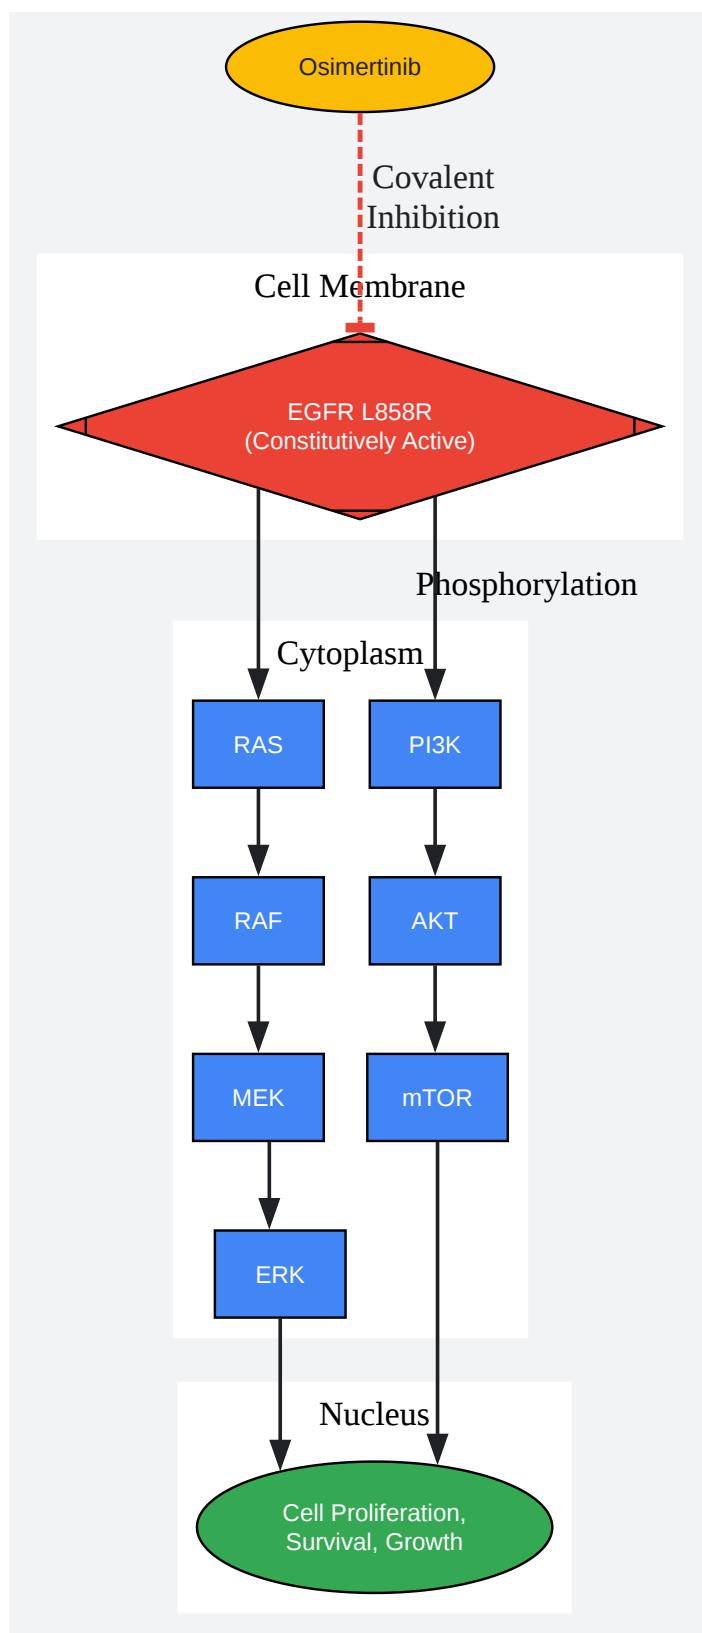 Osimertinib
Covalent
Inhibition
Cell Membrane
EGFR L858R
(Constitutively Active)
Phosphorylation
Cytoplasm
RAS
PI3K
RAF
AKT
MEK
mTOR
ERK
Nucleus
Cell Proliferation,
Survival, Growth